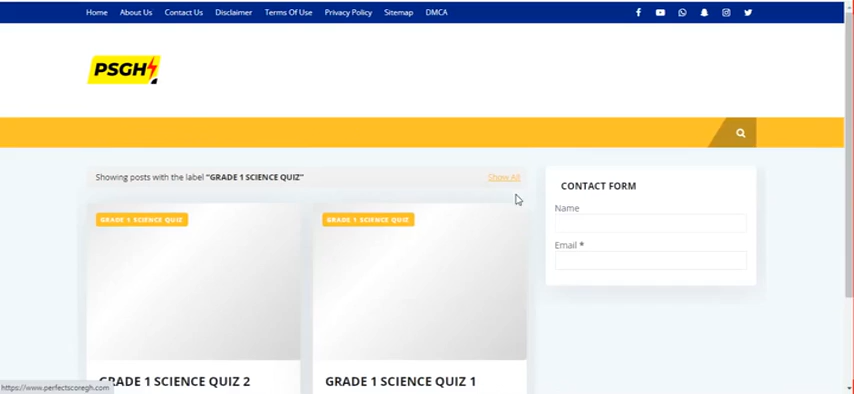 Home About Us Contact Us Disclaimer Terms Of Use Privacy Policy Sitemap DMCA
PSGH
Showing posts with the label "GRADE 1 SCIENCE QUIZ" Show All
CONTACT FORM
Name
Email *
GRADE 1 SCIENCE QUIZ
GRADE 1 SCIENCE QUIZ
GRADE 1 SCIENCE QUIZ 2
GRADE 1 SCIENCE QUIZ 1
https://www.perfectscoregh.com